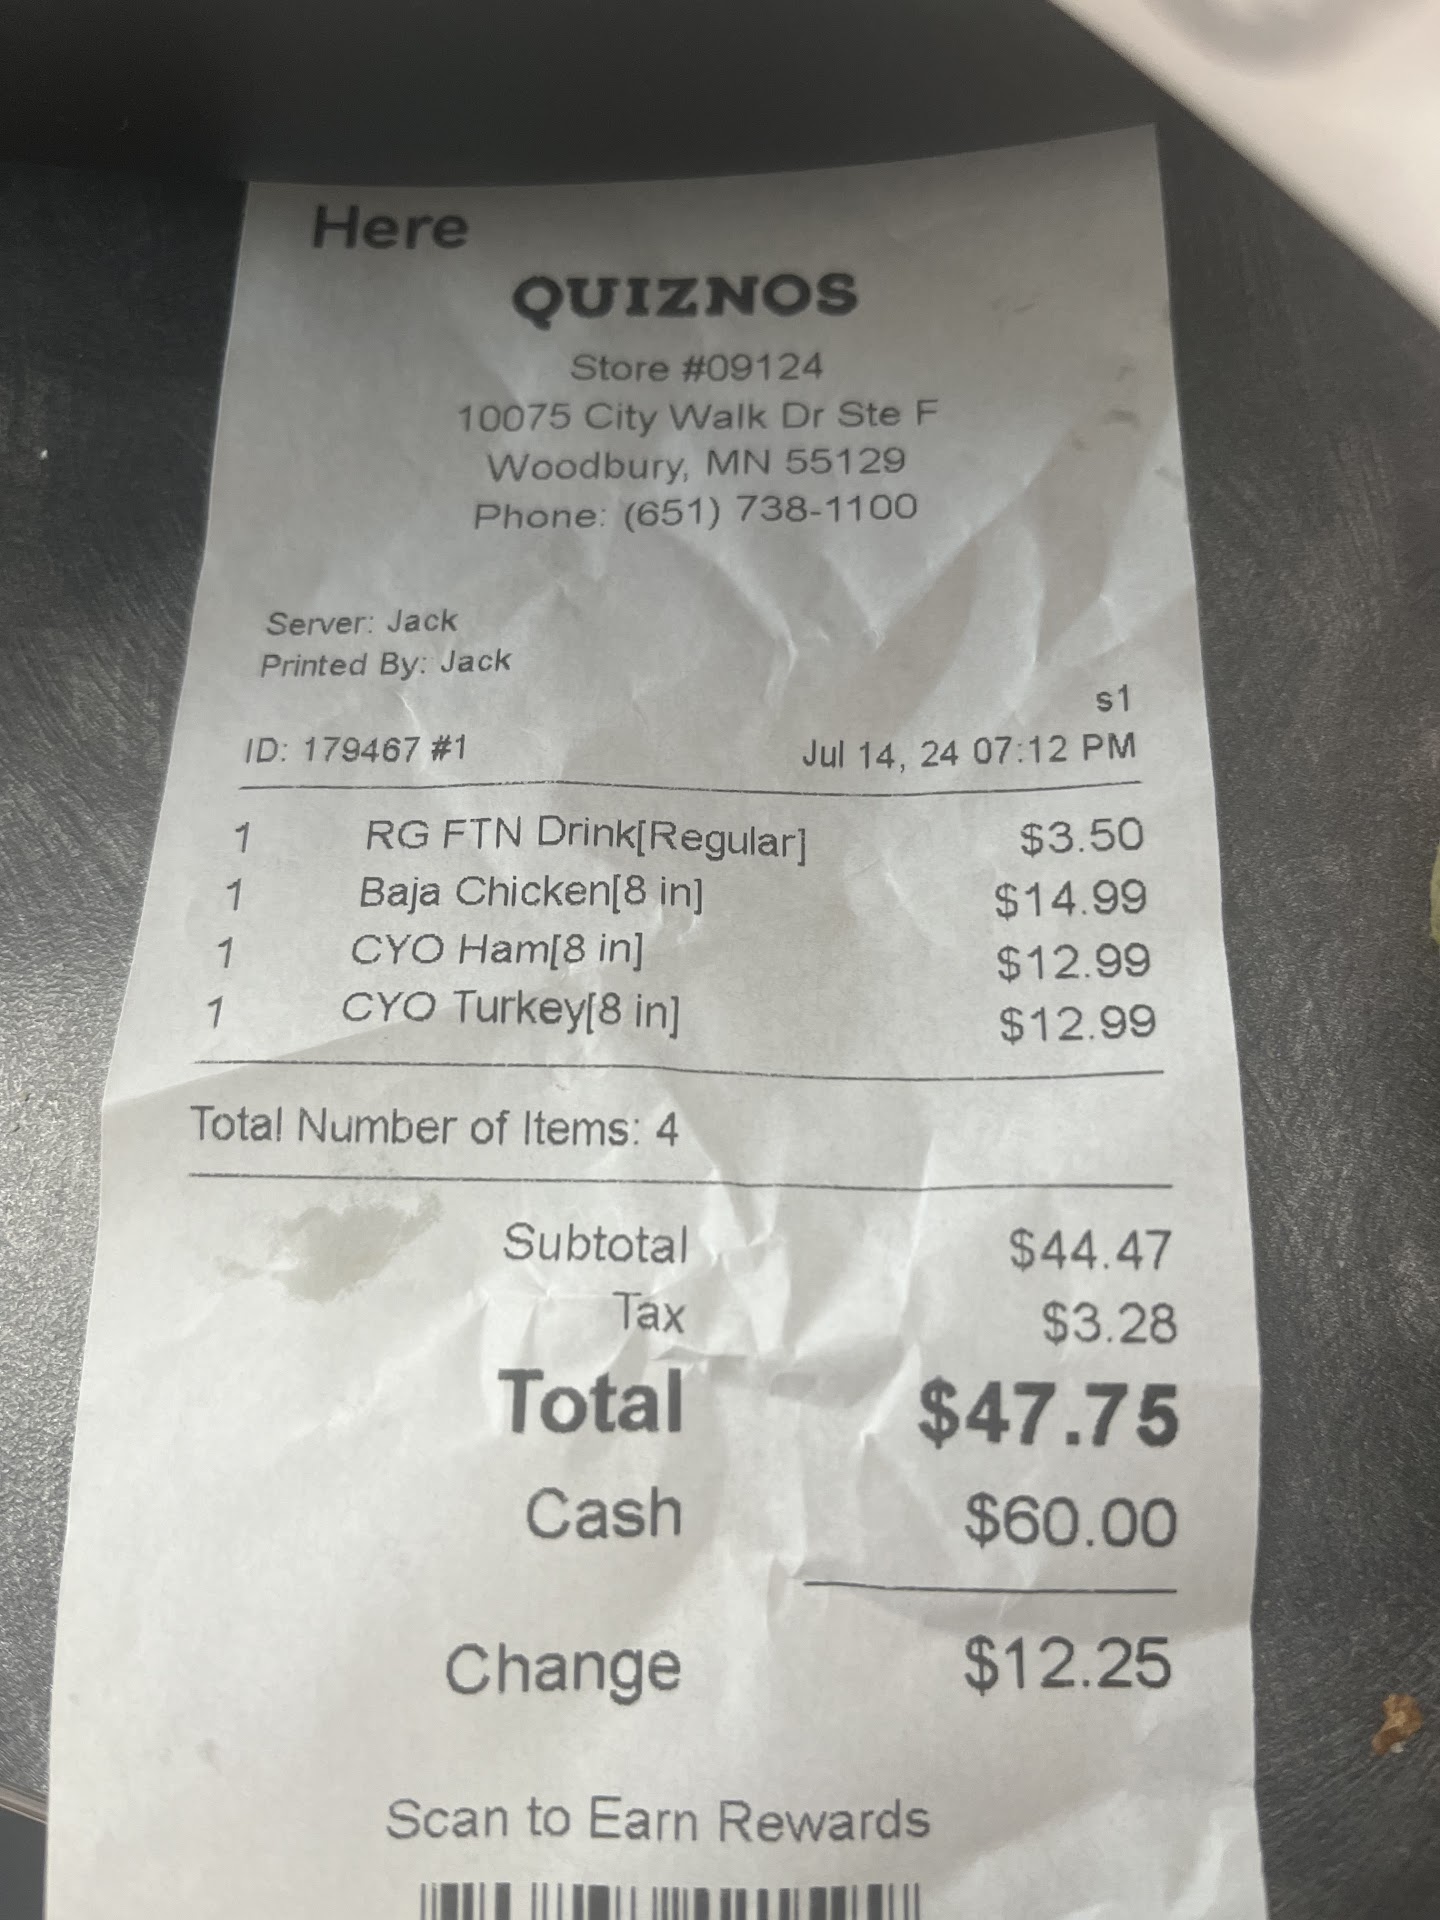 Here
QUIZNOS
Store #09124
10075 City Walk Dr Ste F
Woodbury, MN 55129
Phone: (651) 738-1100
Server: Jack
Printed By: Jack
s1
ID: 179467 #1 Jul 14, 24 07:12 PM
1 RG FTN Drink[Regular] $3.50
1 Baja Chicken[8 in] $14.99
1 CYO Ham[8 in] $12.99
1 CYO Turkey[8 in] $12.99
Total Number of Items: 4
Subtotal $44.47
Tax $3.28
Total $47.75
Cash $60.00
Change $12.25
Scan to Earn Rewards